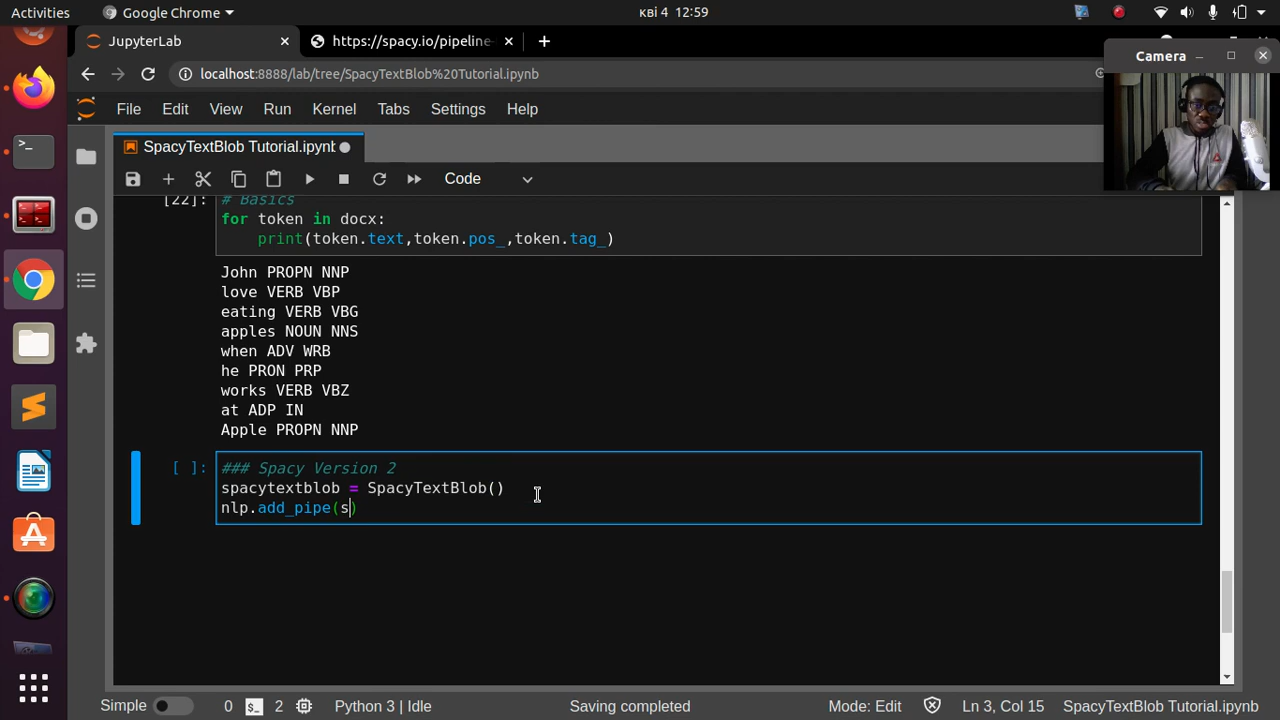 Activities
Google Chrome
кві 4 12:59
JupyterLab
https://spacy.io/pipeline
localhost:8888/lab/tree/SpacyTextBlob%20Tutorial.ipynb
Camera
File Edit View Run Kernel Tabs Settings Help
SpacyTextBlob Tutorial.ipynb
Code
[22]:
# Basics
for token in docx:
print(token.text,token.pos_,token.tag_)
John PROPN NNP
love VERB VBP
eating VERB VBG
apples NOUN NNS
when ADV WRB
he PRON PRP
works VERB VBZ
at ADP IN
Apple PROPN NNP
[ ]:
### Spacy Version 2
spacytextblob = SpacyTextBlob()
nlp.add_pipe(s)
Simple 0 2 Python 3 | Idle Saving completed Mode: Edit Ln 3, Col 15 SpacyTextBlob Tutorial.ipynb